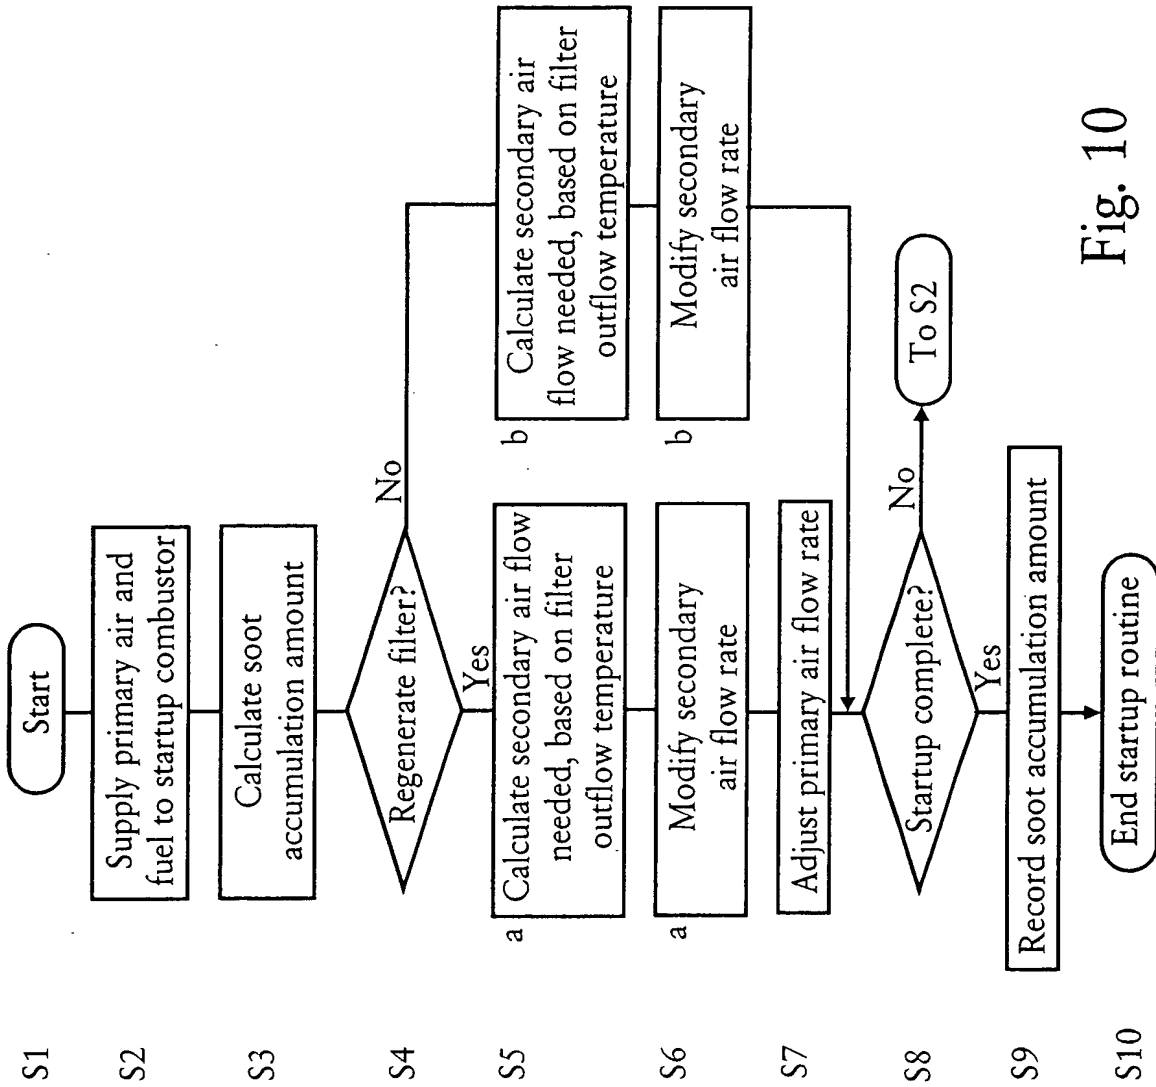 S1
Start
S2
Supply primary air and
fuel to startup combustor
S3
Calculate soot
accumulation amount
S4
Regenerate filter?
No
Yes
S5
a
Calculate secondary air flow
needed, based on filter
outflow temperature
b
Calculate secondary air
flow needed, based on filter
outflow temperature
S6
a
Modify secondary
air flow rate
b
Modify secondary
air flow rate
S7
Adjust primary air flow rate
S8
Startup complete?
No
To S2
Yes
S9
Record soot accumulation amount
S10
End startup routine
Fig. 10